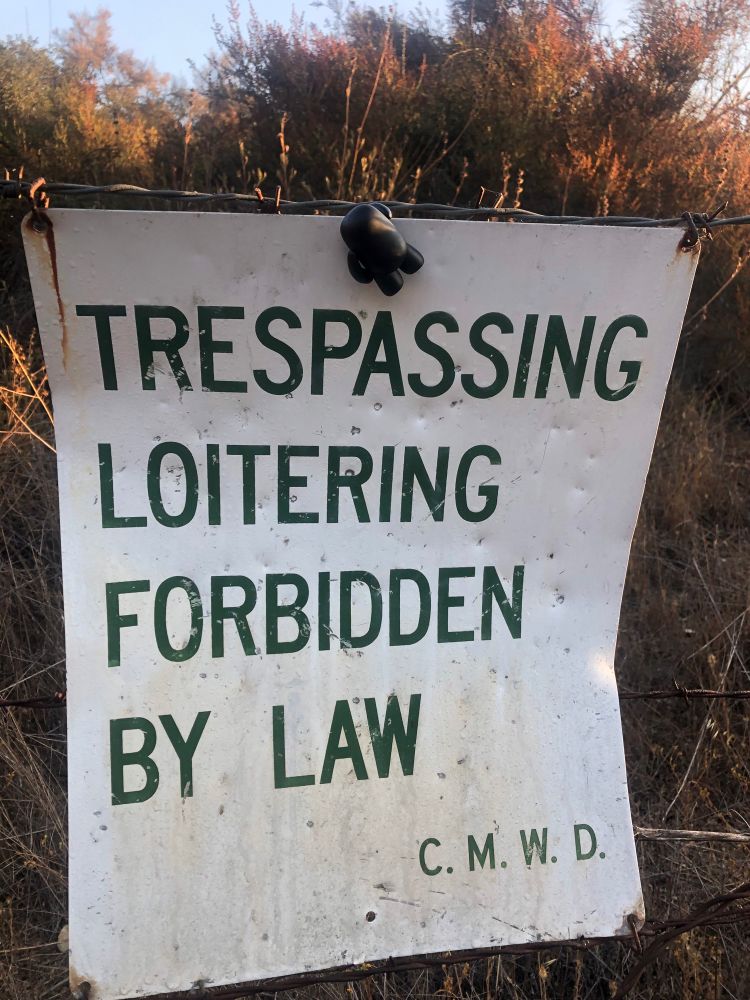 TRESPASSING
LOITERING
FORBIDDEN
BY LAW
C. M. W. D.